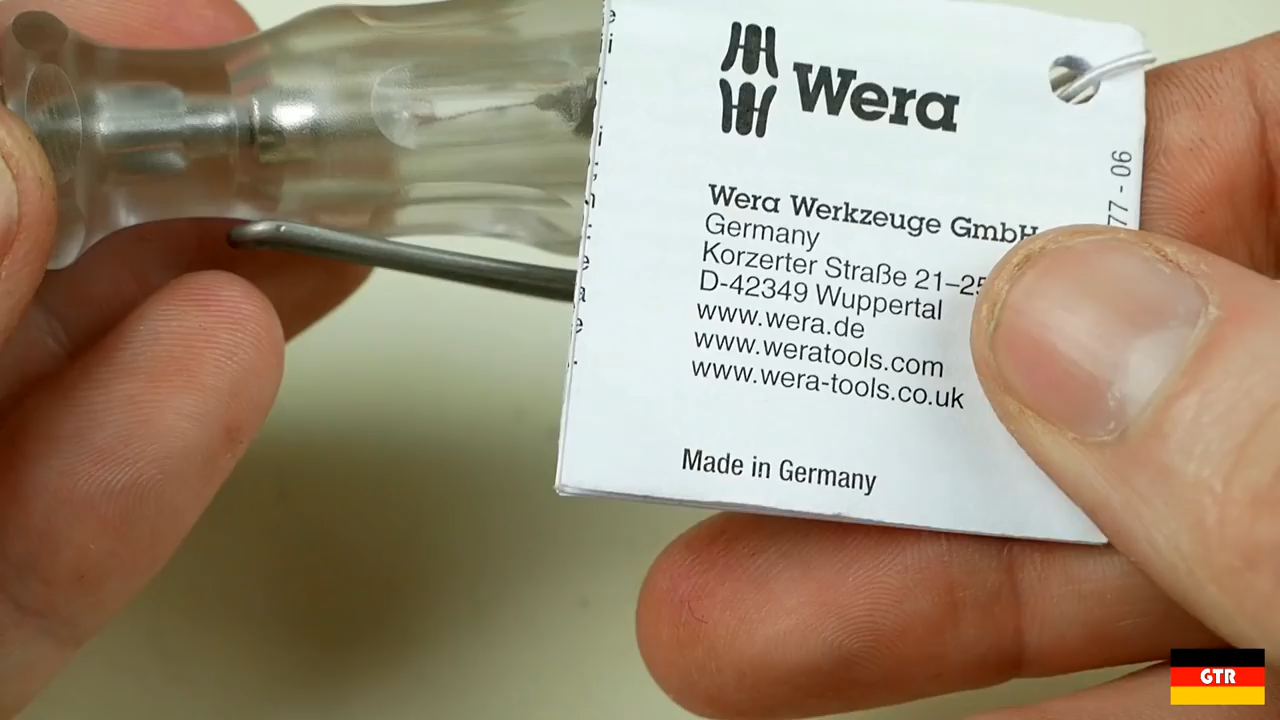 Wera
Wera Werkzeuge GmbH
Germany
Korzerter Straße 21–25
D-42349 Wuppertal
www.wera.de
www.weratools.com
www.wera-tools.co.uk
Made in Germany
77 - 06
GTR